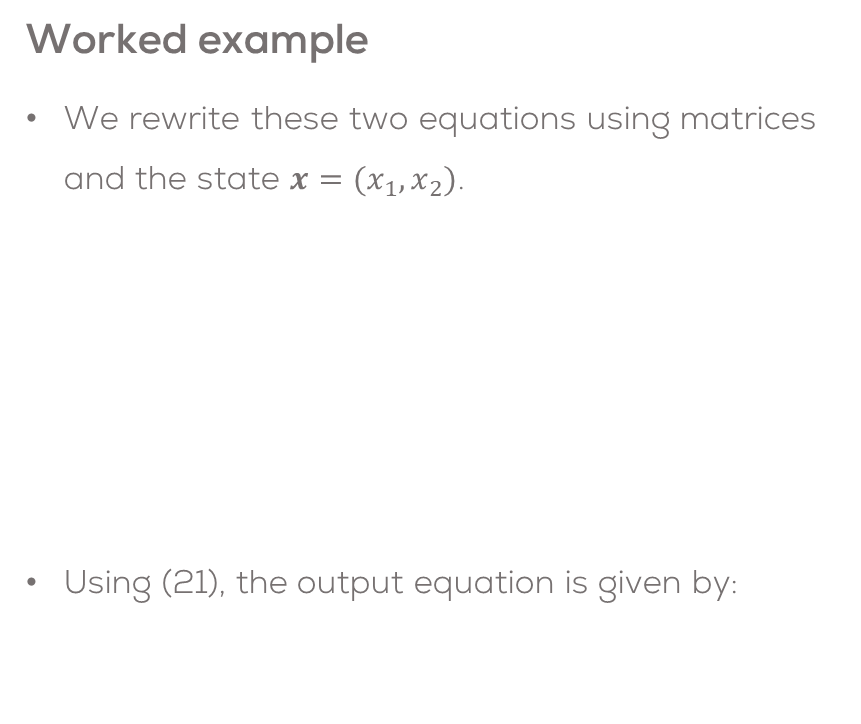 Worked example
• We rewrite these two equations using matrices
and the state x = (x₁, x₂).
• Using (21), the output equation is given by: